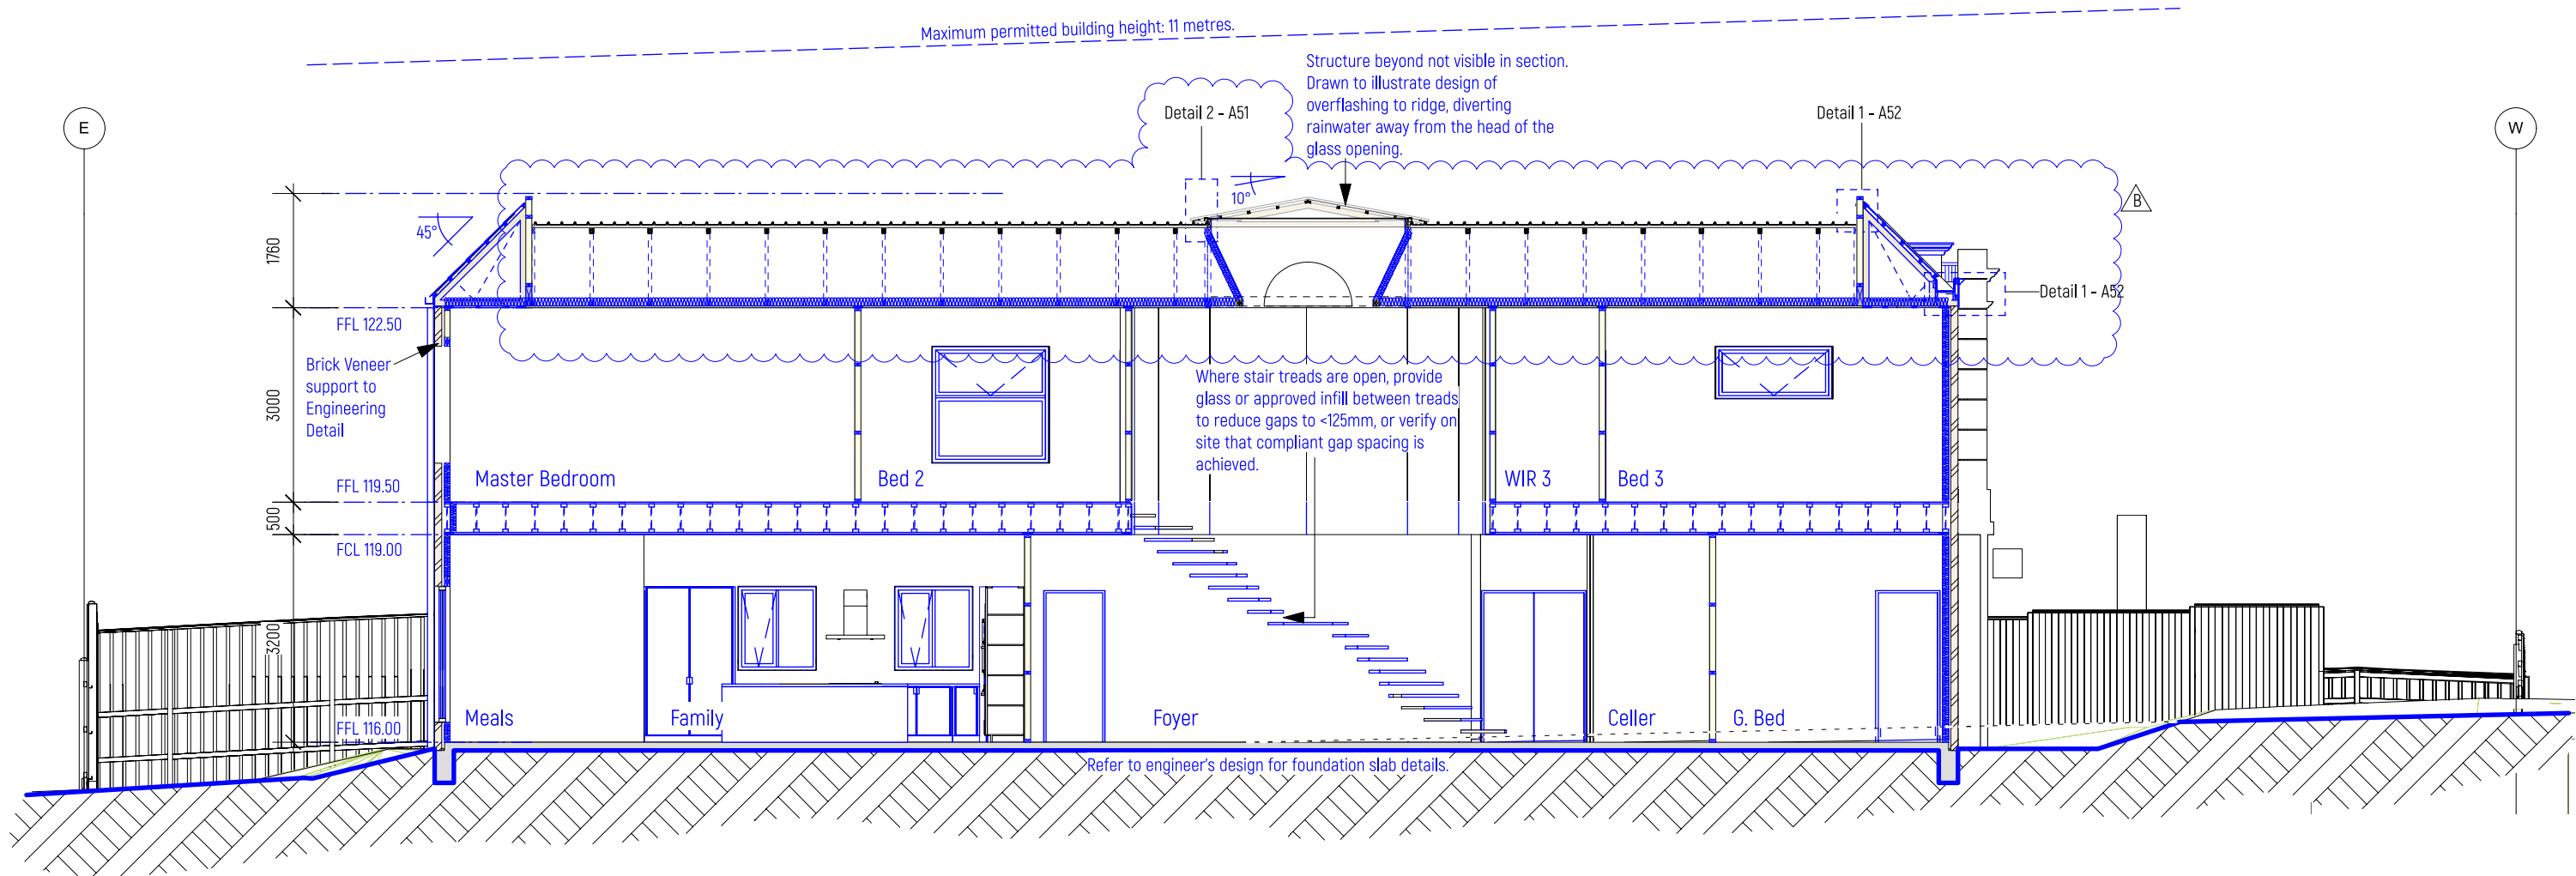 Maximum permitted building height: 11 metres.
Structure beyond not visible in section.
Drawn to illustrate design of
overflashing to ridge, diverting
rainwater away from the head of the
glass opening.
Detail 2 - A51
Detail 1 - A52
E
W
10°
45°
B
1760
Detail 1 - A52
FFL 122.50
Brick Veneer
support to
Engineering
Detail
3000
Where stair treads are open, provide
glass or approved infill between treads
to reduce gaps to <125mm, or verify on
site that compliant gap spacing is
achieved.
Master Bedroom
Bed 2
WIR 3
Bed 3
FFL 119.50
500
FCL 119.00
3200
Meals
Family
Foyer
Celler
G. Bed
FFL 116.00
Refer to engineer's design for foundation slab details.